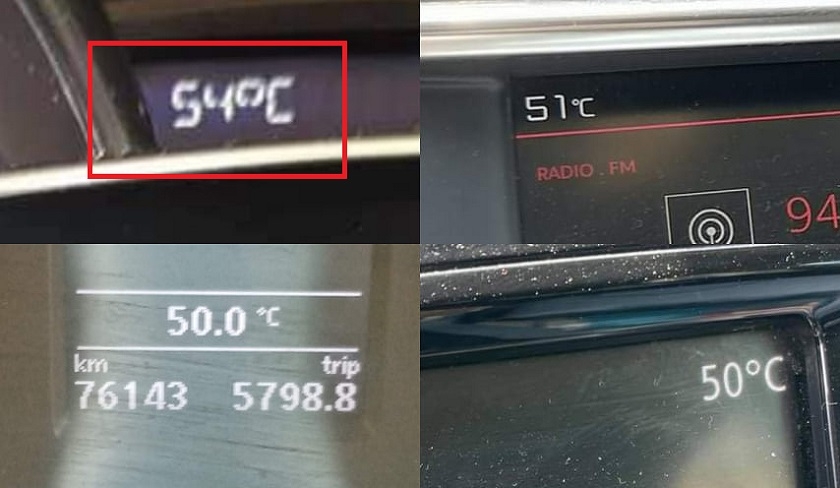 54°C
51°C
RADIO . FM
94
50.0 °C
km trip
76143 5798.8
50°C